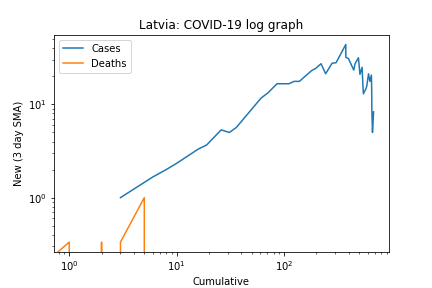 Latvia: COVID-19 log graph
Cases
Deaths
New (3 day SMA)
10¹
10⁰
10⁰ 10¹ 10²
Cumulative